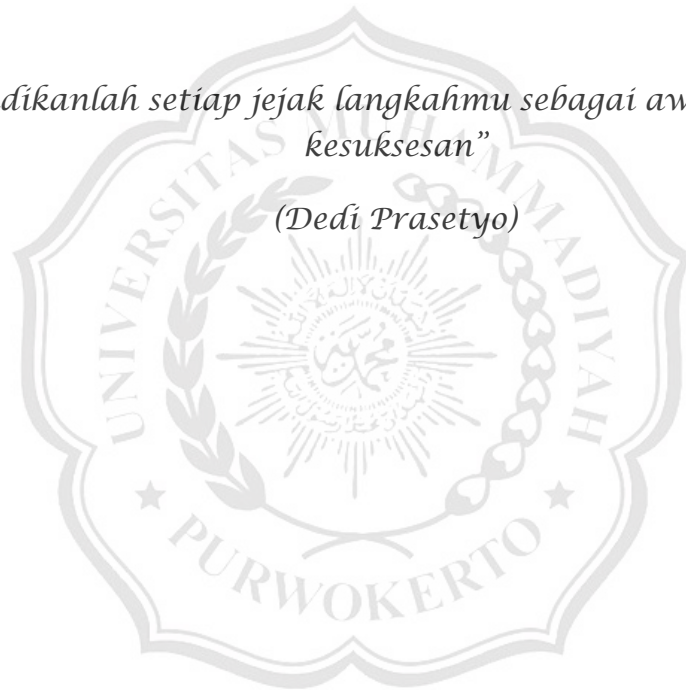 dikanlah setiap jejak langkahmu sebagai aw
kesuksesan”
(Dedi Prasetyo)
UNIVERSITAS MUHAMMADIYAH
PURWOKERTO